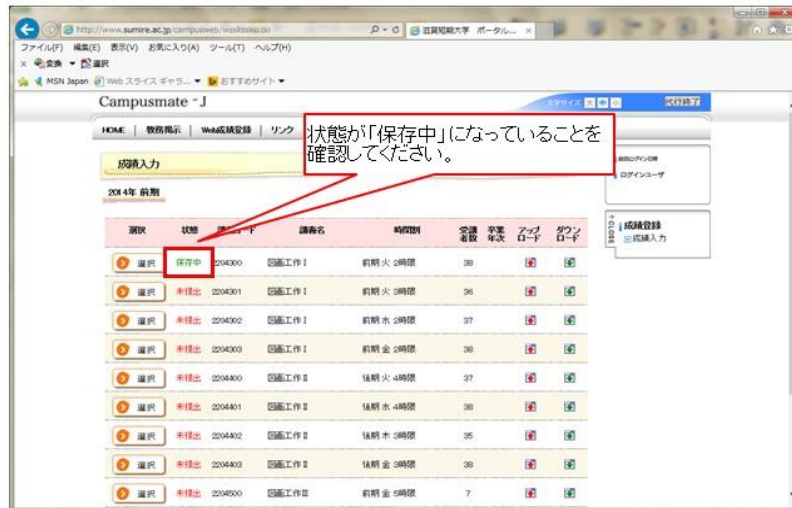 http://www.sumire.ac.jp/campusweb/wsslkisku.do
滋賀短期大学 ポータル...
ファイル(F) 編集(E) 表示(V) お気に入り(A) ツール(T) ヘルプ(H)
× 変換 ▼ 選択
MSN Japan Web スライス ギャラ... ▼ おすすめサイト ▼
Campusmate-J
文字サイズ 大 中 小
代行終了
HOME | 教務掲示 | Web成績登録 | リンク
状態が「保存中」になっていることを
確認してください。
前回ログイン日時
ログインユーザ
成績入力
2014年 前期
CLOSE
成績登録
成績入力
選択 状態 講義名 時間割 受講者数 卒業年次 アップロード ダウンロード
選択 保存中 2204300 図画工作Ⅰ 前期 火 2時限 38
選択 未提出 2204301 図画工作Ⅰ 前期 火 3時限 36
選択 未提出 2204302 図画工作Ⅰ 前期 水 2時限 37
選択 未提出 2204303 図画工作Ⅰ 前期 金 2時限 38
選択 未提出 2204400 図画工作Ⅱ 後期 火 4時限 37
選択 未提出 2204401 図画工作Ⅱ 後期 水 4時限 38
選択 未提出 2204402 図画工作Ⅱ 後期 木 3時限 35
選択 未提出 2204403 図画工作Ⅱ 後期 金 3時限 38
選択 未提出 2204500 図画工作Ⅲ 前期 金 5時限 7